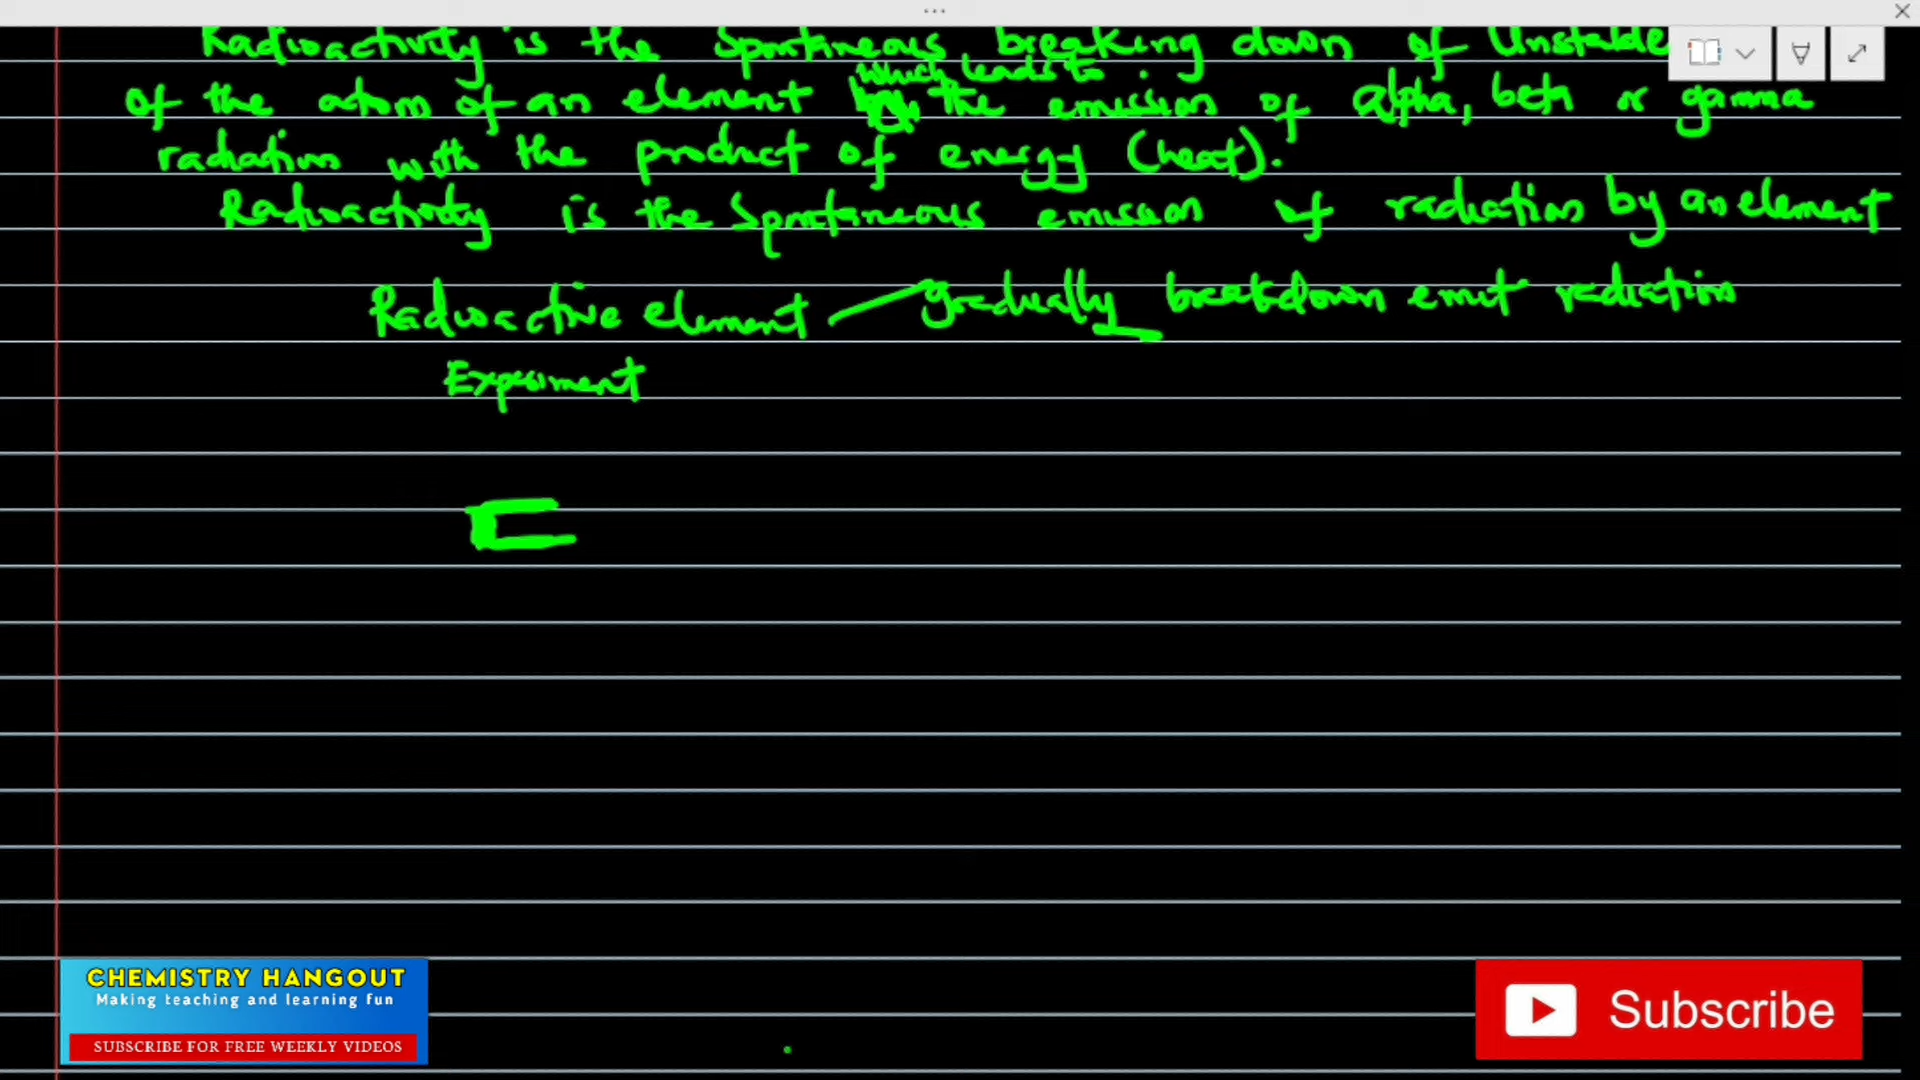 Radioactivity is the Spontaneous breaking down of Unstable
which leads to
of the atom of an element the emission of alpha, beta or gamma
radiation with the product of energy (heat).
Radioactivity is the Spontaneous emission of radiation by an element
Radioactive element gradually breakdown emit radiation
Experiment
CHEMISTRY HANGOUT
Making teaching and learning fun
SUBSCRIBE FOR FREE WEEKLY VIDEOS
Subscribe